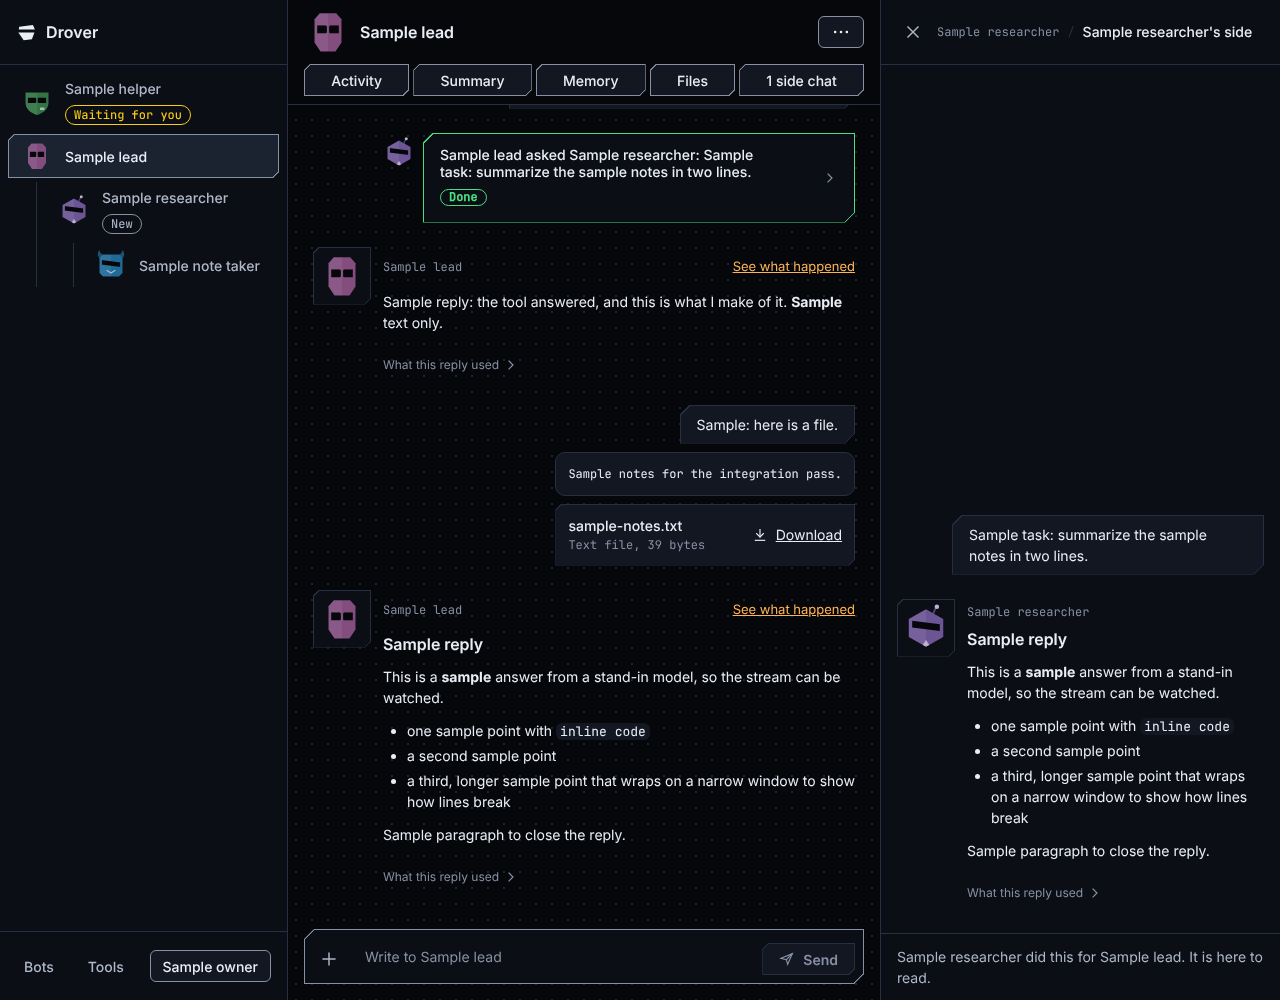 Drover
Sample helper
Waiting for you
Sample lead
Sample researcher
New
Sample note taker
Bots
Tools
Sample owner
Sample lead
...
Activity
Summary
Memory
Files
1 side chat
Sample lead asked Sample researcher: Sample
task: summarize the sample notes in two lines.
Done
Sample lead
See what happened
Sample reply: the tool answered, and this is what I make of it. Sample
text only.
What this reply used
Sample: here is a file.
Sample notes for the integration pass.
sample-notes.txt
Text file, 39 bytes
Download
Sample lead
See what happened
Sample reply
This is a sample answer from a stand-in model, so the stream can be
watched.
• one sample point with inline code
• a second sample point
• a third, longer sample point that wraps on a narrow window to show
how lines break
Sample paragraph to close the reply.
What this reply used
Write to Sample lead
Send
Sample researcher / Sample researcher's side
Sample task: summarize the sample
notes in two lines.
Sample researcher
Sample reply
This is a sample answer from a stand-in
model, so the stream can be watched.
• one sample point with inline code
• a second sample point
• a third, longer sample point that wraps
on a narrow window to show how lines
break
Sample paragraph to close the reply.
What this reply used
Sample researcher did this for Sample lead. It is here to
read.